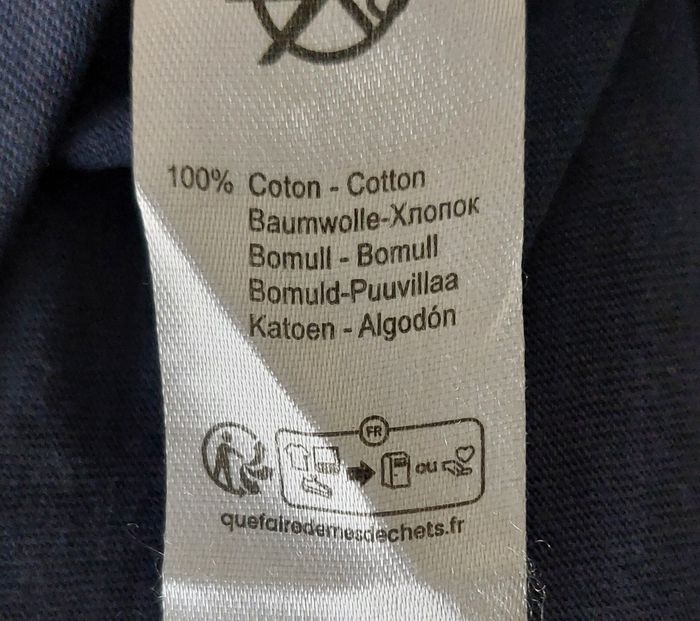 100% Coton - Cotton
Baumwolle-Хлопок
Bomull - Bomull
Bomuld-Puuvillaa
Katoen - Algodón
FR
ou
quefairedemesdechets.fr